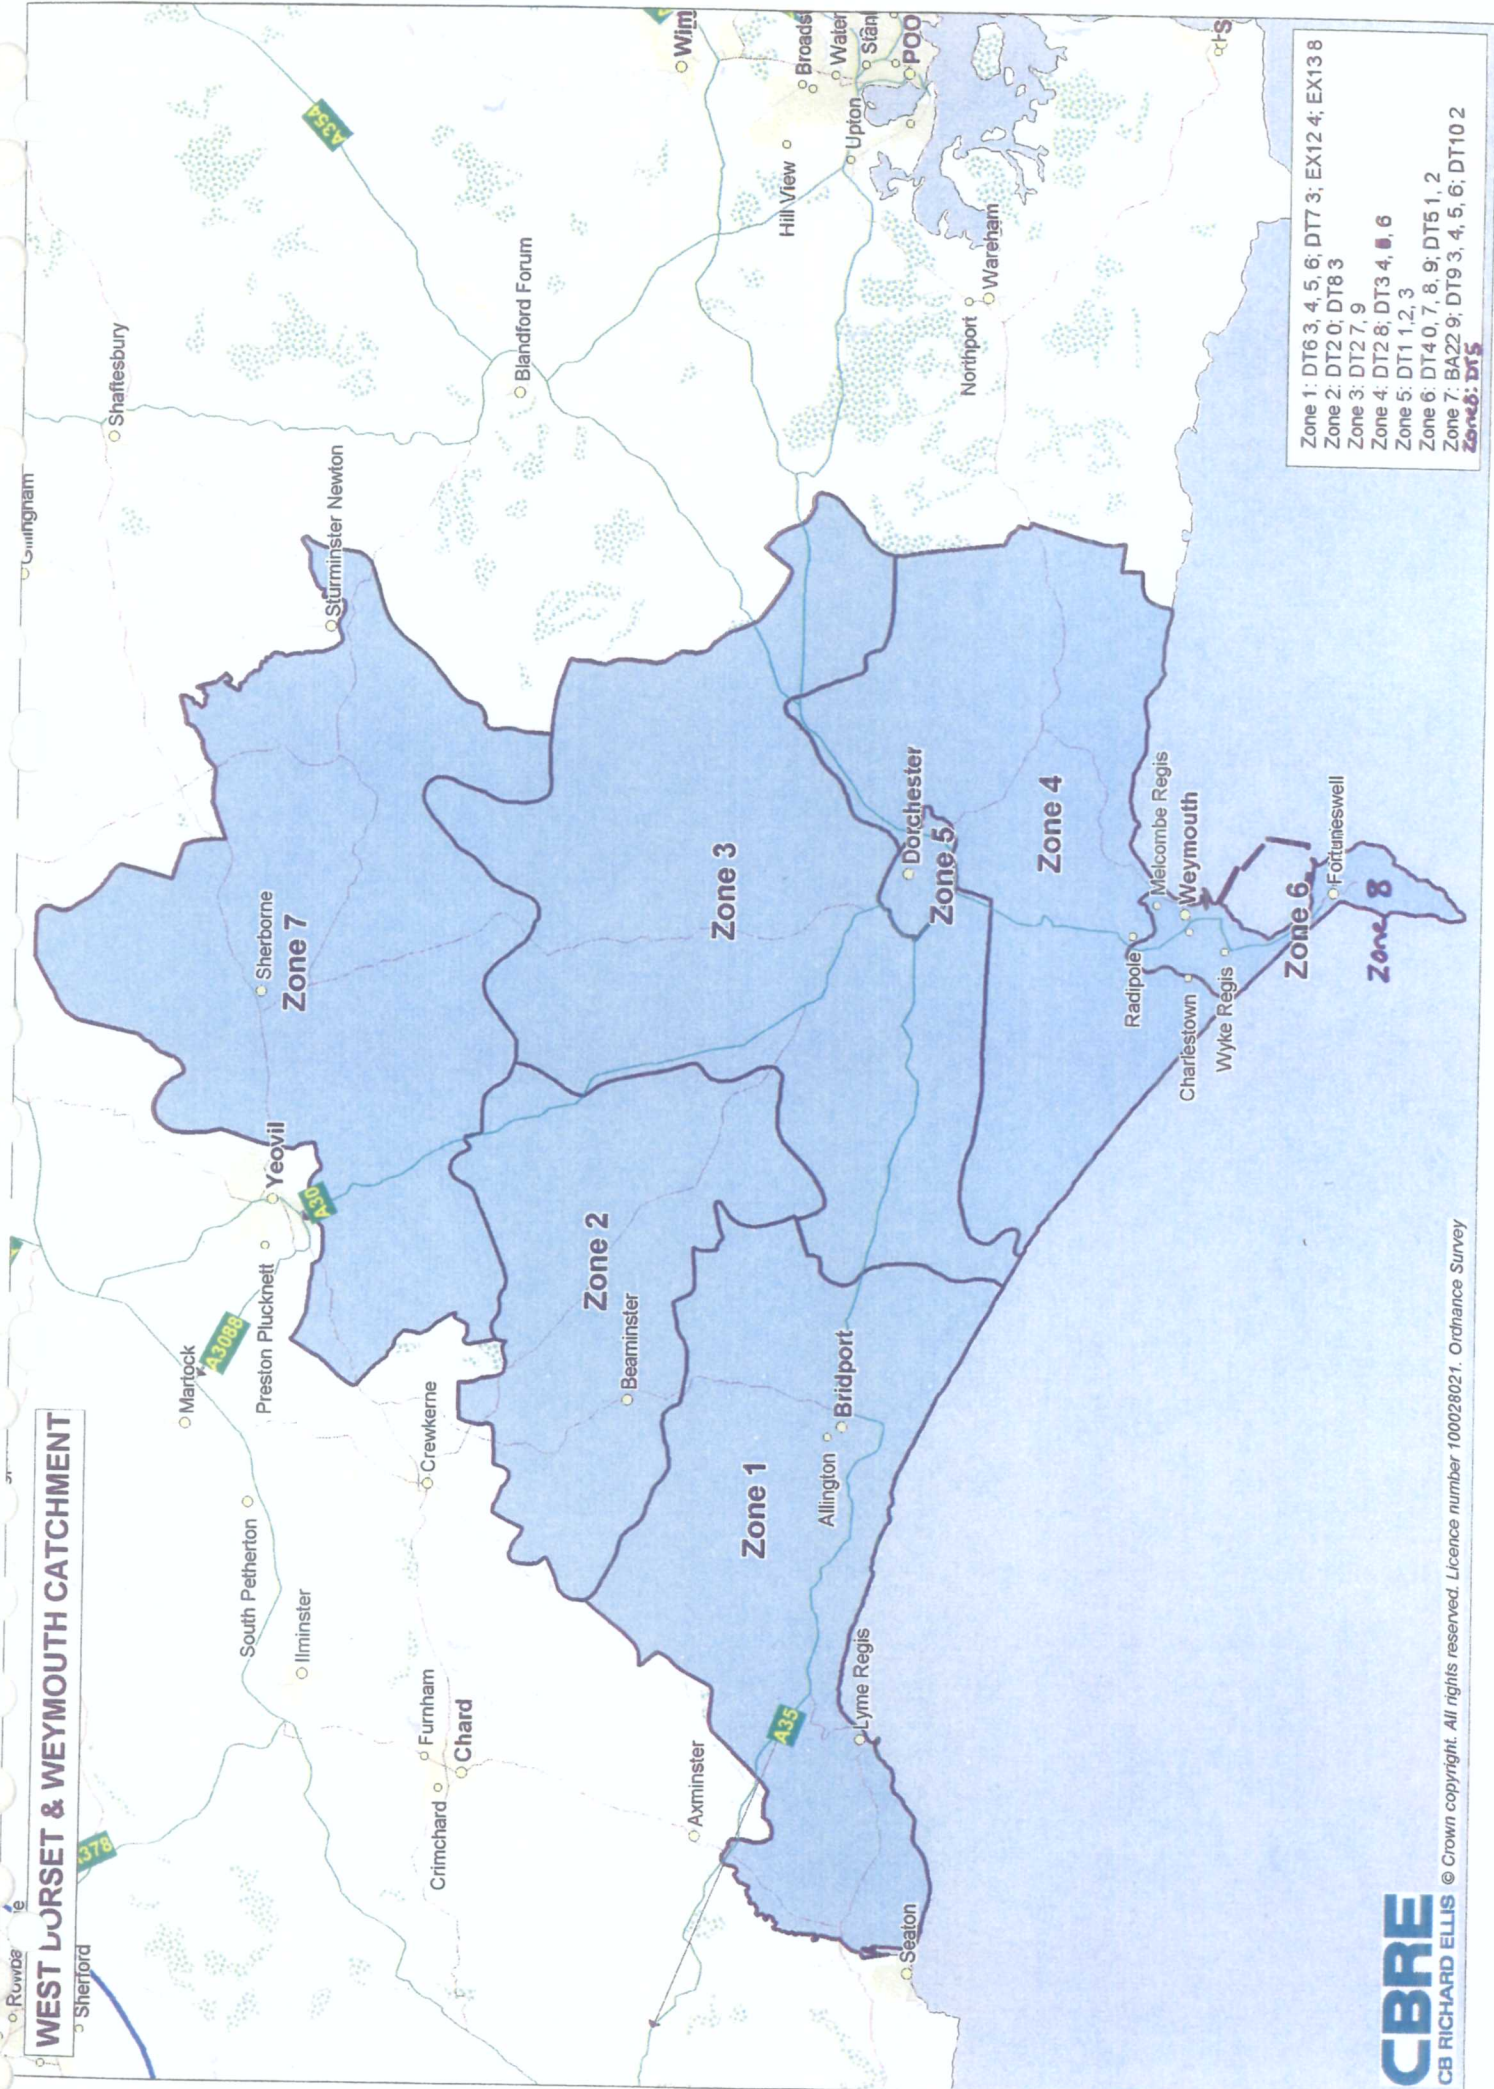 WEST DORSET & WEYMOUTH CATCHMENT
Sherford
A354
Shaftesbury
Martock
A3088
South Petherton
Ilminster
Preston Plucknett
Yeovil
A30
Sherborne
Zone 7
Sturminster Newton
Blandford Forum
Wim
Furnham
Crimchard
Chard
Crewkerne
Axminster
Zone 2
Beaminster
Zone 3
Hill View
Broads
Water
Stan
POO
Upton
Zone 1
A35
Allington
Bridport
Lyme Regis
Seaton
Dorchester
Zone 5
Zone 4
Northport
Wareham
Radipole
Melcombe Regis
Charlestown
Weymouth
Wyke Regis
Zone 6
Fortuneswell
Zone 8
Zone 1: DT6 3, 4, 5, 6; DT7 3; EX12 4; EX13 8
Zone 2: DT2 0; DT8 3
Zone 3: DT2 7, 9
Zone 4: DT2 8; DT3 4, 6
Zone 5: DT1 1,2, 3
Zone 6: DT4 0, 7, 8, 9; DT5 1, 2
Zone 7: BA22 9; DT9 3, 4, 5, 6; DT10 2
Zone8: DT5
CBRE
CB RICHARD ELLIS © Crown copyright. All rights reserved. Licence number 100028021. Ordnance Survey